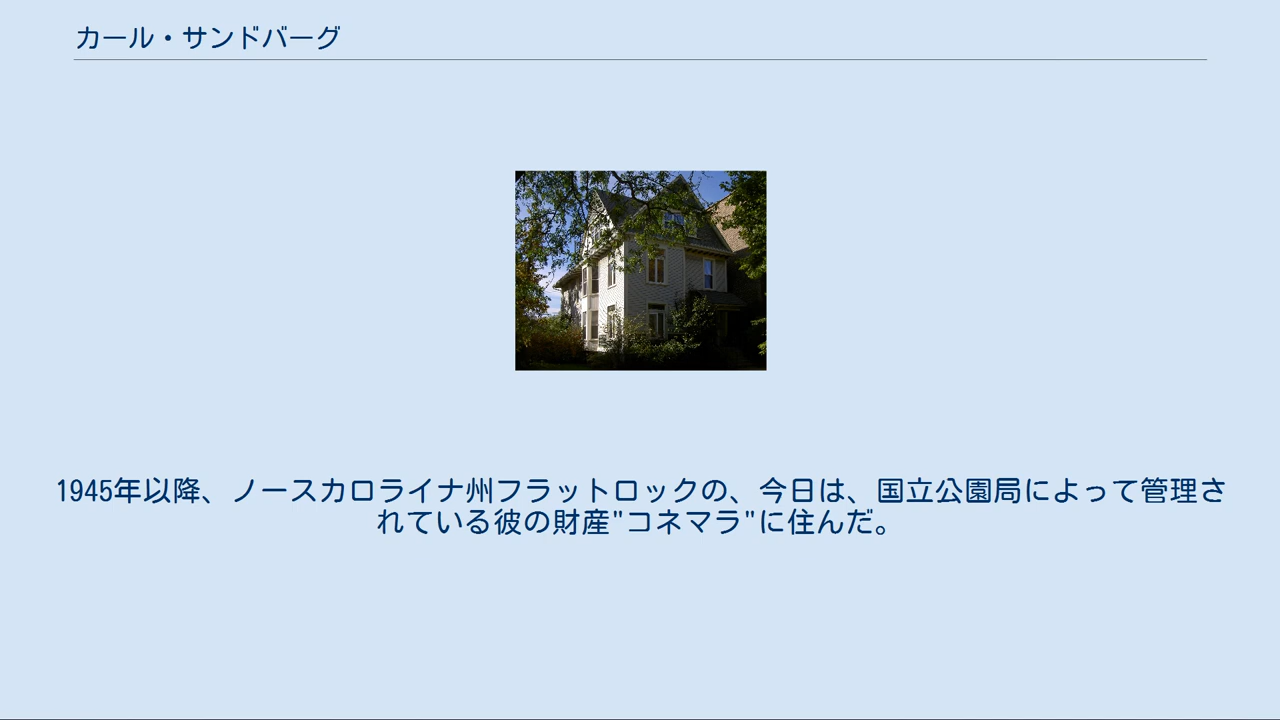 カール・サンドバーグ
1945年以降、ノースカロライナ州フラットロックの、今日は、国立公園局によって管理さ
れている彼の財産"コネマラ"に住んだ。